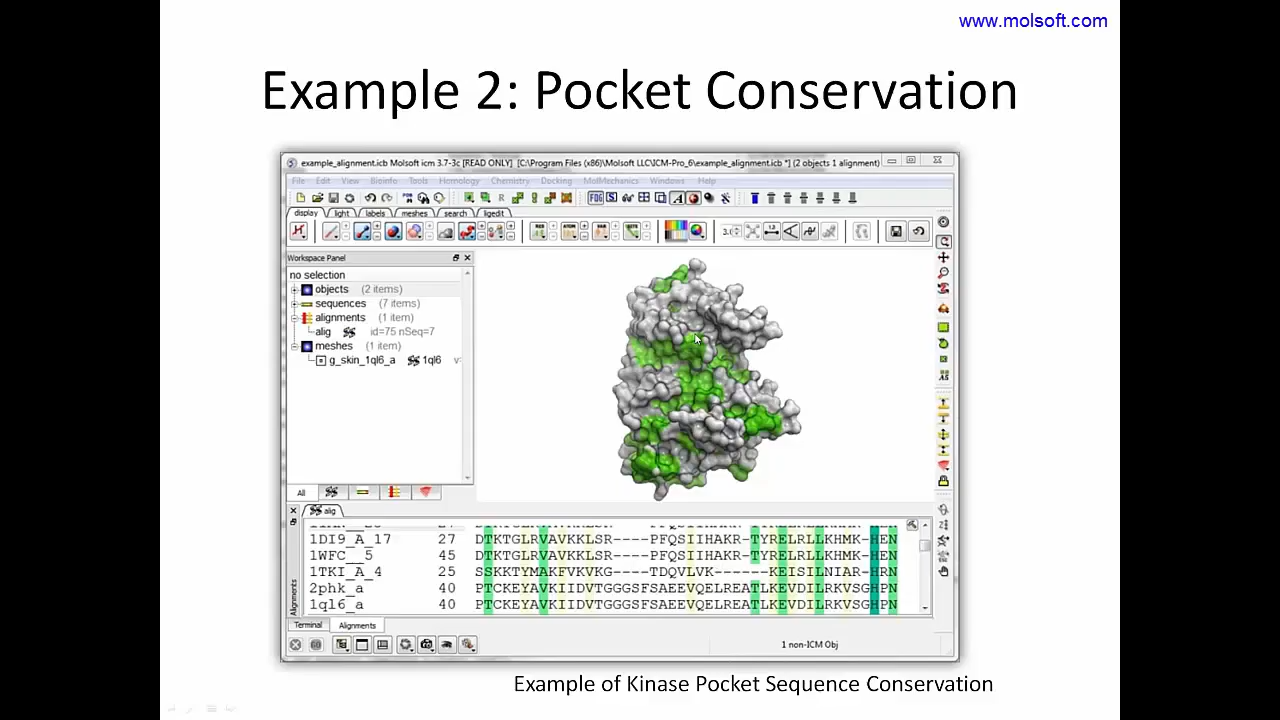 www.molsoft.com
Example 2: Pocket Conservation
example_alignment.icb Molsoft icm 3.7-3c [READ ONLY] [C:\Program Files (x86)\Molsoft LLC\ICM-Pro_6\example_alignment.icb *] (2 objects 1 alignment)
File Edit View Bioinfo Tools Homology Chemistry Docking MolMechanics Windows Help
display light labels meshes search ligedit
Workspace Panel
no selection
objects (2 items)
sequences (7 items)
alignments (1 item)
alig id=75 nSeq=7
meshes (1 item)
g_skin_1ql6_a 1ql6
All
alig
1DI9_A_17 27 DTKTGLRVAVKKLSR----PFQSIIHAKR-TYRELRLLKHMK-HEN
1WFC__5 45 DTKTGLRVAVKKLSR----PFQSIIHAKR-TYRELRLLKHMK-HEN
1TKI_A_4 25 SSKKTYMAKFVKVKG----TDQVLVK------KEISILNIAR-HRN
2phk_a 40 PTCKEYAVKIIDVTGGGSFSAEEVQELREATLKEVDILRKVSGHPN
1ql6_a 40 PTCKEYAVKIIDVTGGGSFSAEEVQELREATLKEVDILRKVSGHPN
Alignments
Terminal Alignments
1 non-ICM Obj
Example of Kinase Pocket Sequence Conservation